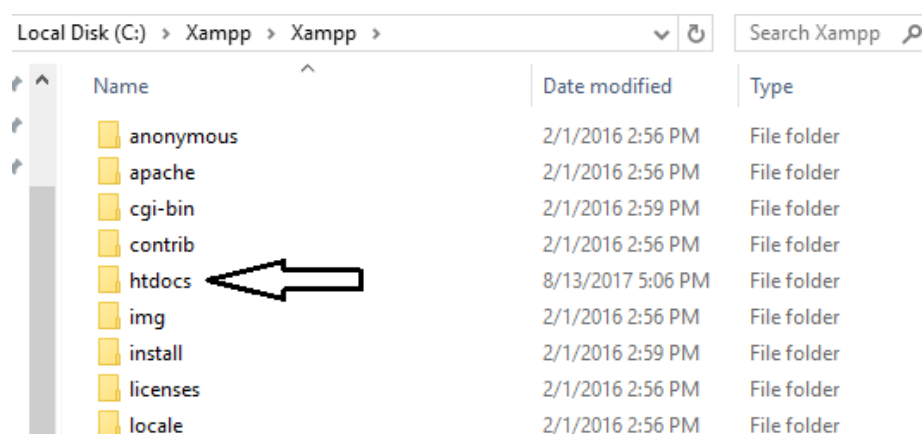 Local Disk (C:) > Xampp > Xampp > Search Xampp
Name Date modified Type
anonymous 2/1/2016 2:56 PM File folder
apache 2/1/2016 2:56 PM File folder
cgi-bin 2/1/2016 2:59 PM File folder
contrib 2/1/2016 2:56 PM File folder
htdocs 8/13/2017 5:06 PM File folder
img 2/1/2016 2:56 PM File folder
install 2/1/2016 2:59 PM File folder
licenses 2/1/2016 2:56 PM File folder
locale 2/1/2016 2:56 PM File folder